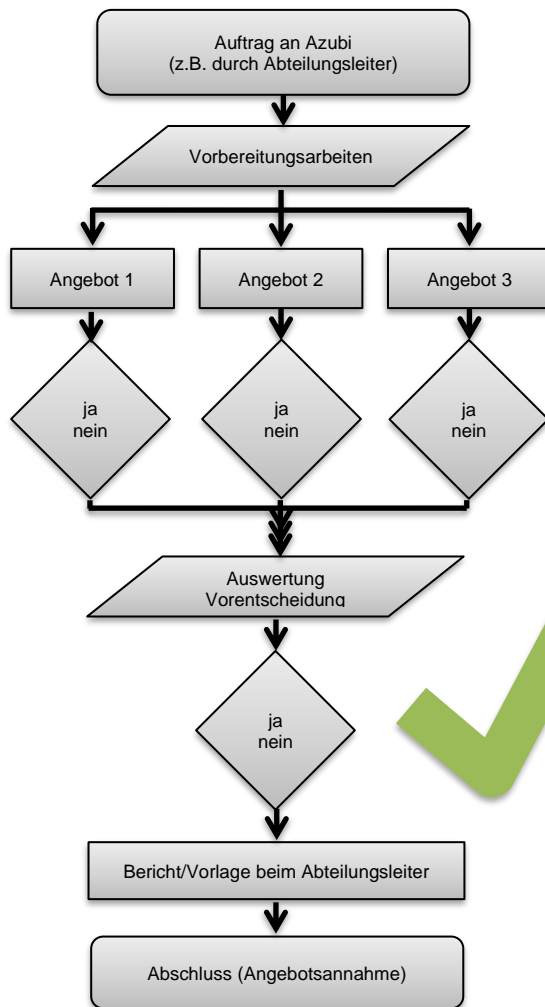 Auftrag an Azubi
(z.B. durch Abteilungsleiter)
Vorbereitungsarbeiten
Angebot 1
Angebot 2
Angebot 3
ja
nein
ja
nein
ja
nein
Auswertung
Vorentscheidung
ja
nein
Bericht/Vorlage beim Abteilungsleiter
Abschluss (Angebotsannahme)